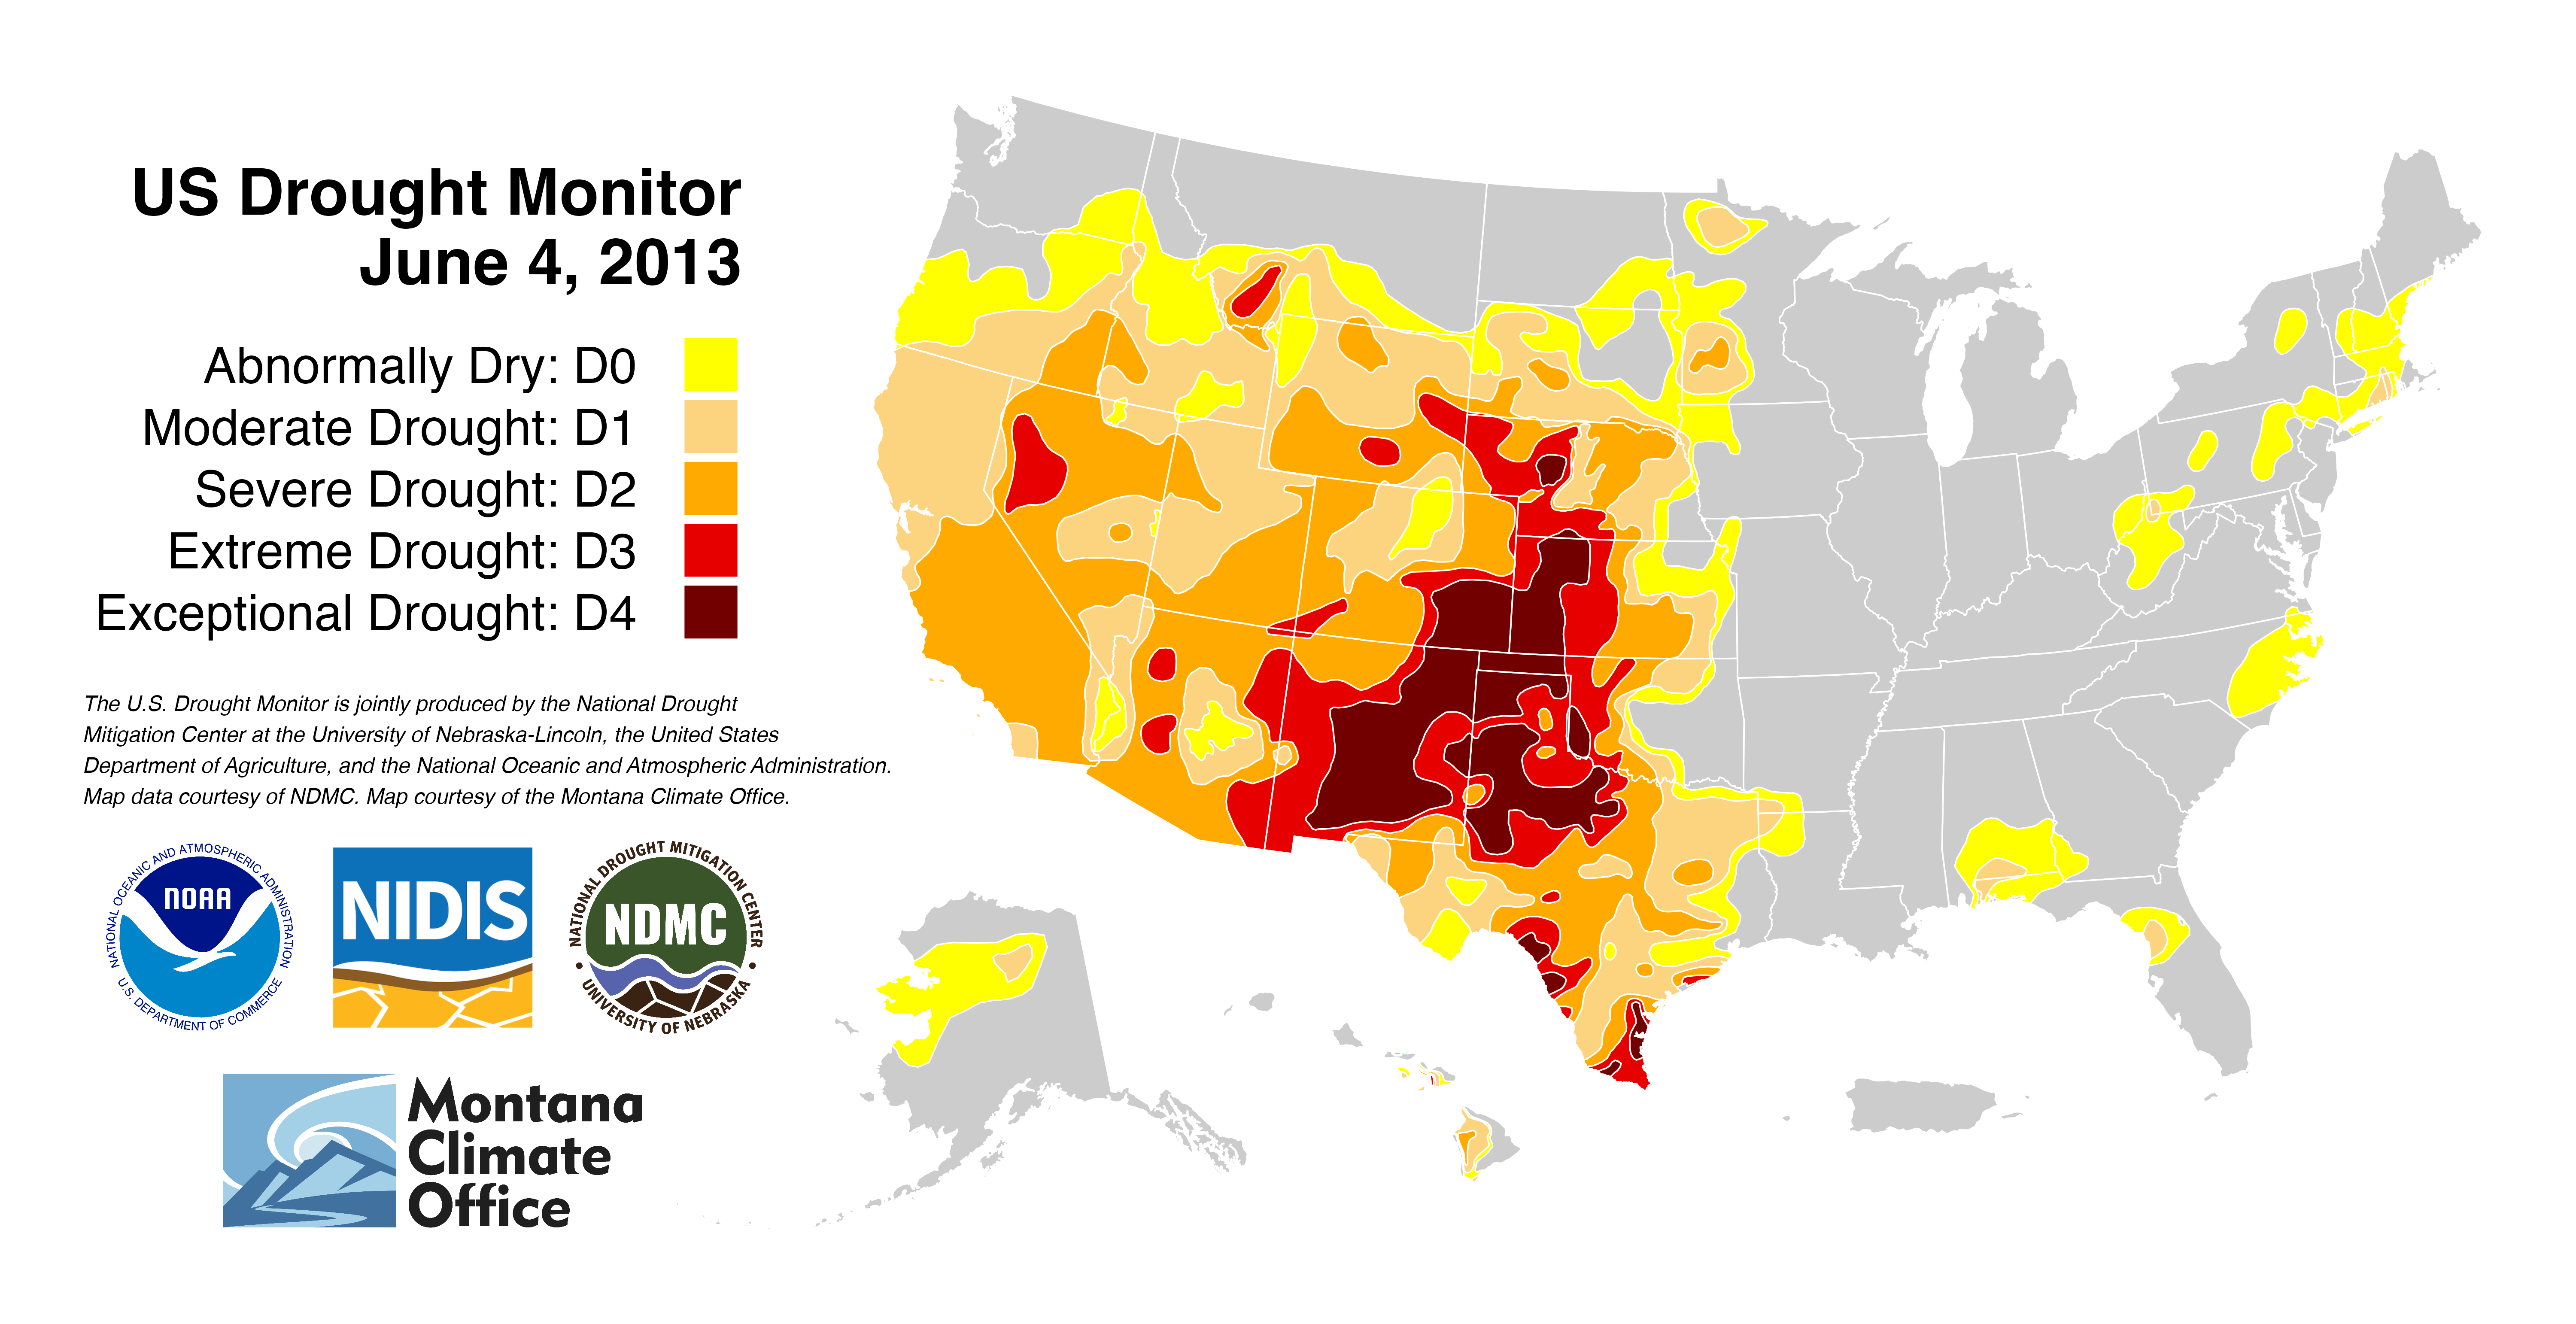 US Drought Monitor
June 4, 2013
Abnormally Dry: D0
Moderate Drought: D1
Severe Drought: D2
Extreme Drought: D3
Exceptional Drought: D4
The U.S. Drought Monitor is jointly produced by the National Drought
Mitigation Center at the University of Nebraska-Lincoln, the United States
Department of Agriculture, and the National Oceanic and Atmospheric Administration.
Map data courtesy of NDMC. Map courtesy of the Montana Climate Office.
NATIONAL OCEANIC AND ATMOSPHERIC ADMINISTRATION
NOAA
U.S. DEPARTMENT OF COMMERCE
NIDIS
NATIONAL DROUGHT MITIGATION CENTER
NDMC
UNIVERSITY OF NEBRASKA
Montana
Climate
Office